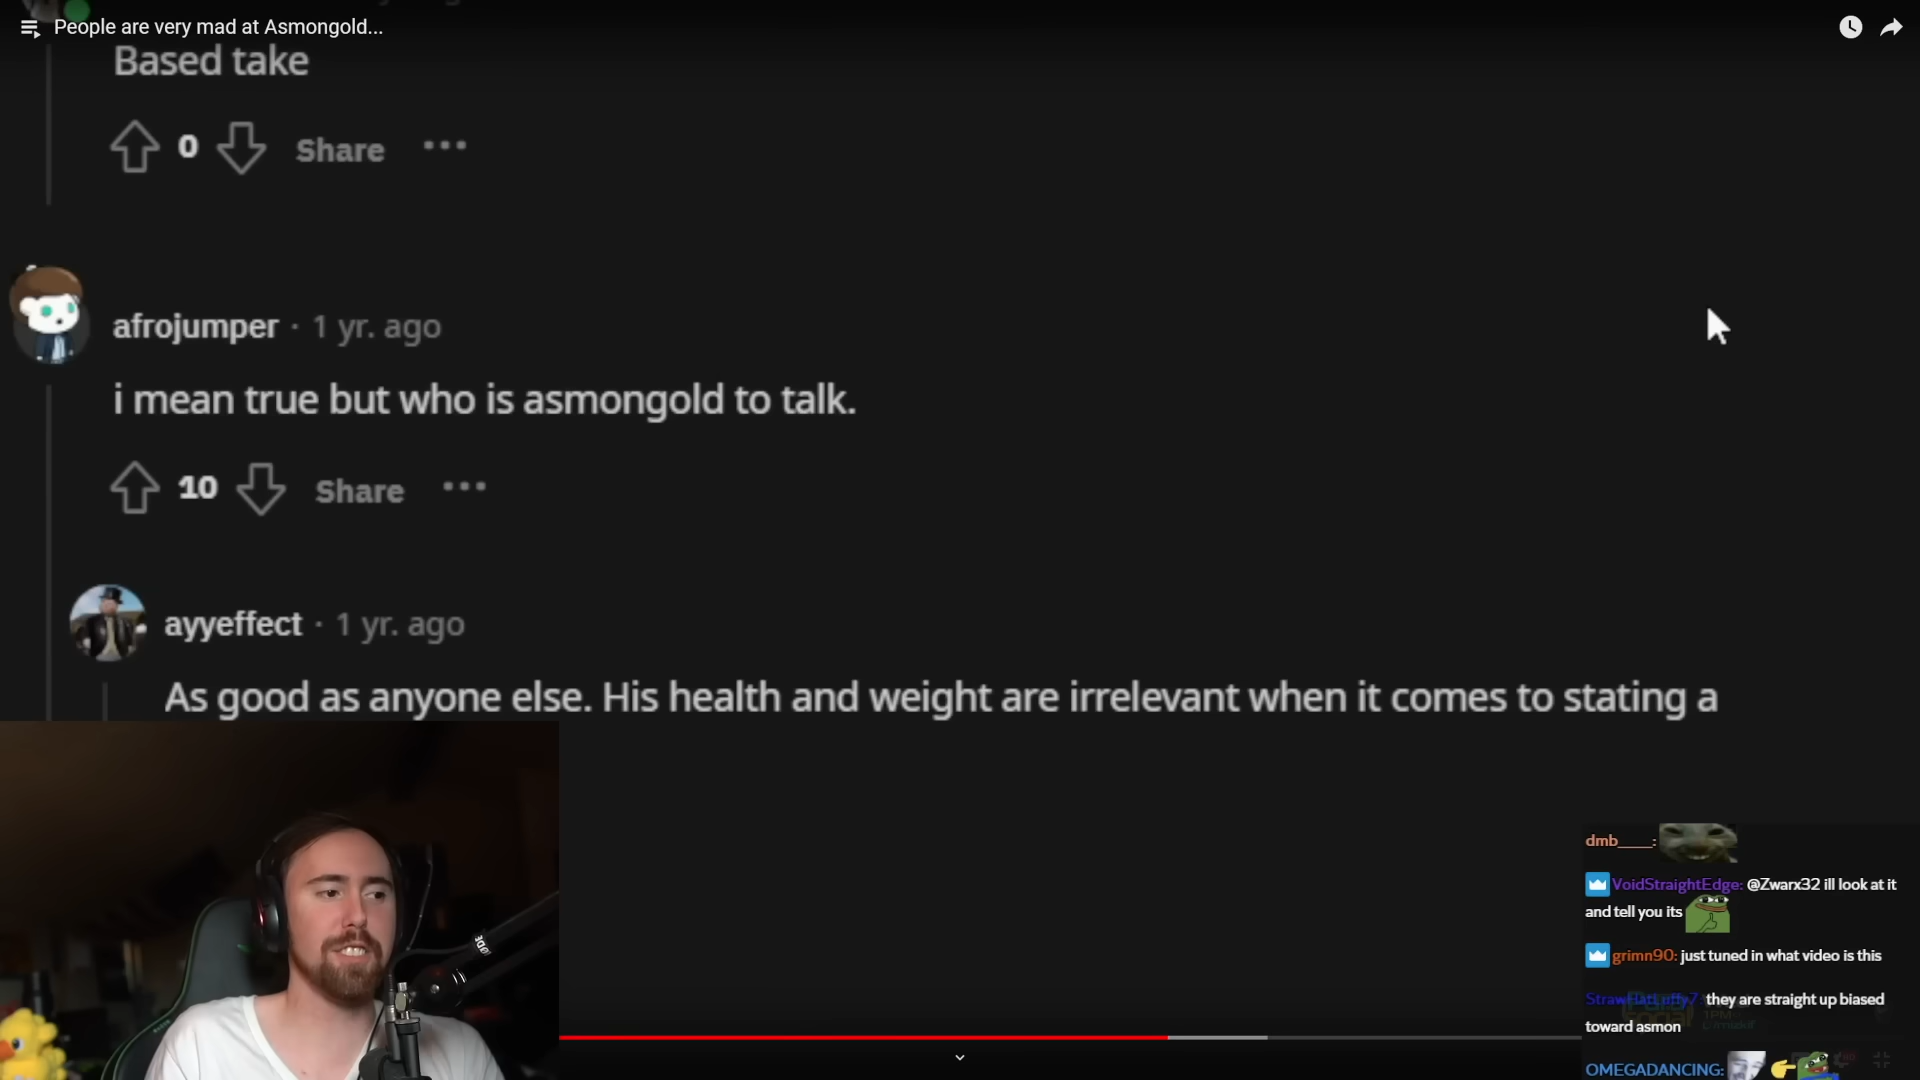 People are very mad at Asmongold...
Based take
0 Share ...
afrojumper · 1 yr. ago
i mean true but who is asmongold to talk.
10 Share ...
ayyeffect · 1 yr. ago
As good as anyone else. His health and weight are irrelevant when it comes to stating a
dmb____:
VoidStraightEdge: @Zwarx32 ill look at it
and tell you its
grimn90: just tuned in what video is this
StrawHatLuffy7: they are straight up biased
toward asmon
OMEGADANCING: